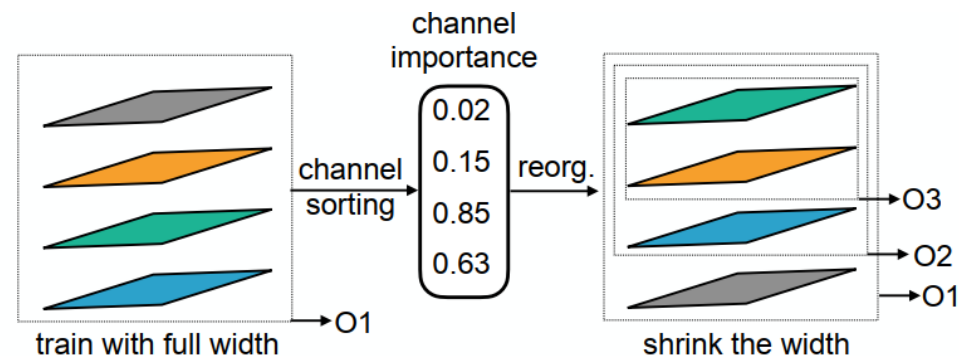 channel
importance
0.02
0.15
0.85
0.63
channel
sorting
reorg.
O1
train with full width
O3
O2
O1
shrink the width